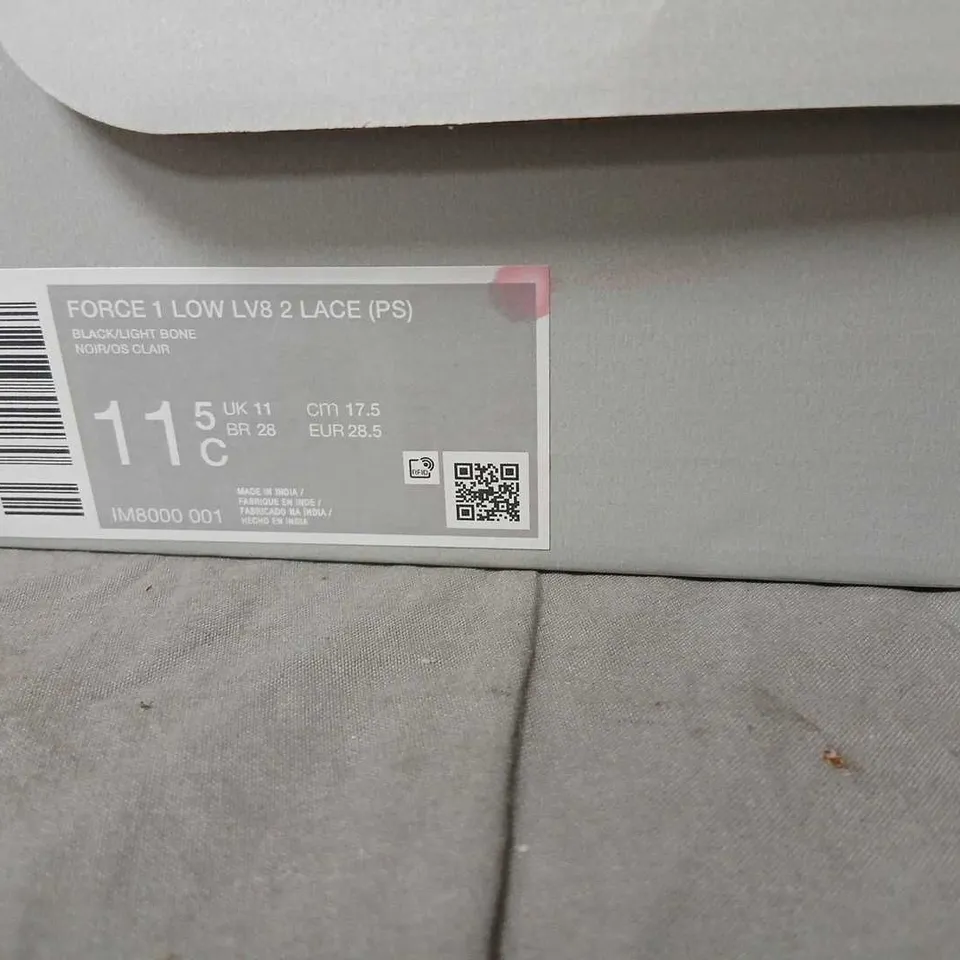 FORCE 1 LOW LV8 2 LACE (PS)
BLACK/LIGHT BONE
NOIR/OS CLAIR
11 5 C
UK 11 cm 17.5
BR 28 EUR 28.5
RFID
IM8000 001
MADE IN INDIA /
FABRIQUE EN INDE /
FABRICADO NA INDIA /
HECHO EN INDIA